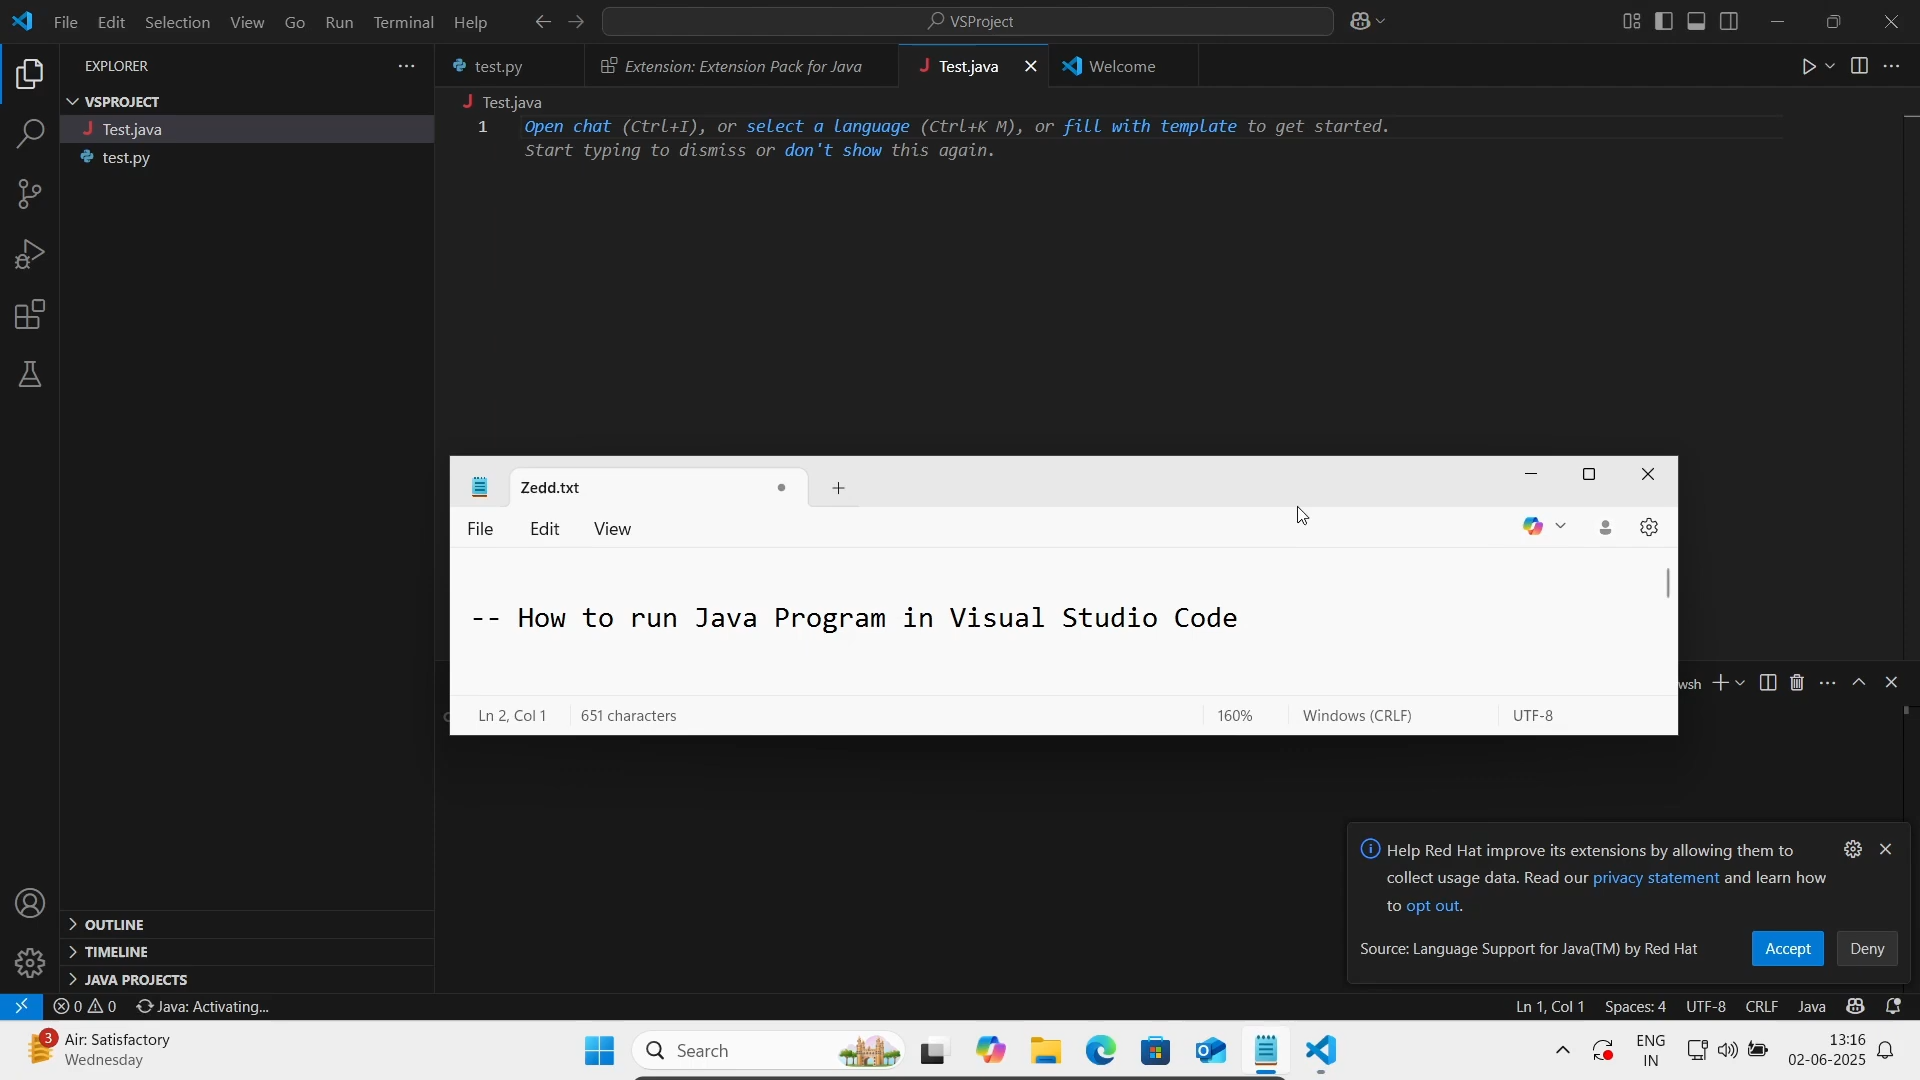 File Edit Selection View Go Run Terminal Help
VSProject
EXPLORER
test.py
Extension: Extension Pack for Java
Test.java
Welcome
VSPROJECT
Test.java
test.py
Test.java
1 Open chat (Ctrl+I), or select a language (Ctrl+K M), or fill with template to get started.
Start typing to dismiss or don't show this again.
Zedd.txt
File Edit View
-- How to run Java Program in Visual Studio Code
Ln 2, Col 1
651 characters
160%
Windows (CRLF)
UTF-8
wsh
Help Red Hat improve its extensions by allowing them to
collect usage data. Read our privacy statement and learn how
to opt out.
Source: Language Support for Java(TM) by Red Hat
Accept
Deny
OUTLINE
TIMELINE
JAVA PROJECTS
0 0 Java: Activating...
Ln 1, Col 1 Spaces: 4 UTF-8 CRLF Java
3
Air: Satisfactory
Wednesday
Search
ENG
IN
13:16
02-06-2025